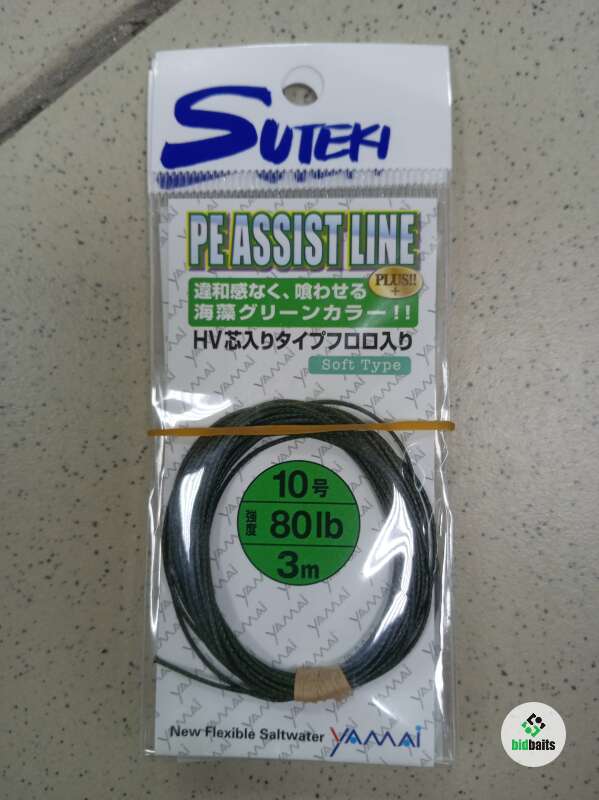 SUTEKI
PE ASSIST LINE
違和感なく、喰わせる PLUS!! +
海藻グリーンカラー!!
HV芯入りタイプフロロ入り
Soft Type
10号
強度 80lb
3m
yamai
New Flexible Saltwater YAMAI
bidbaits